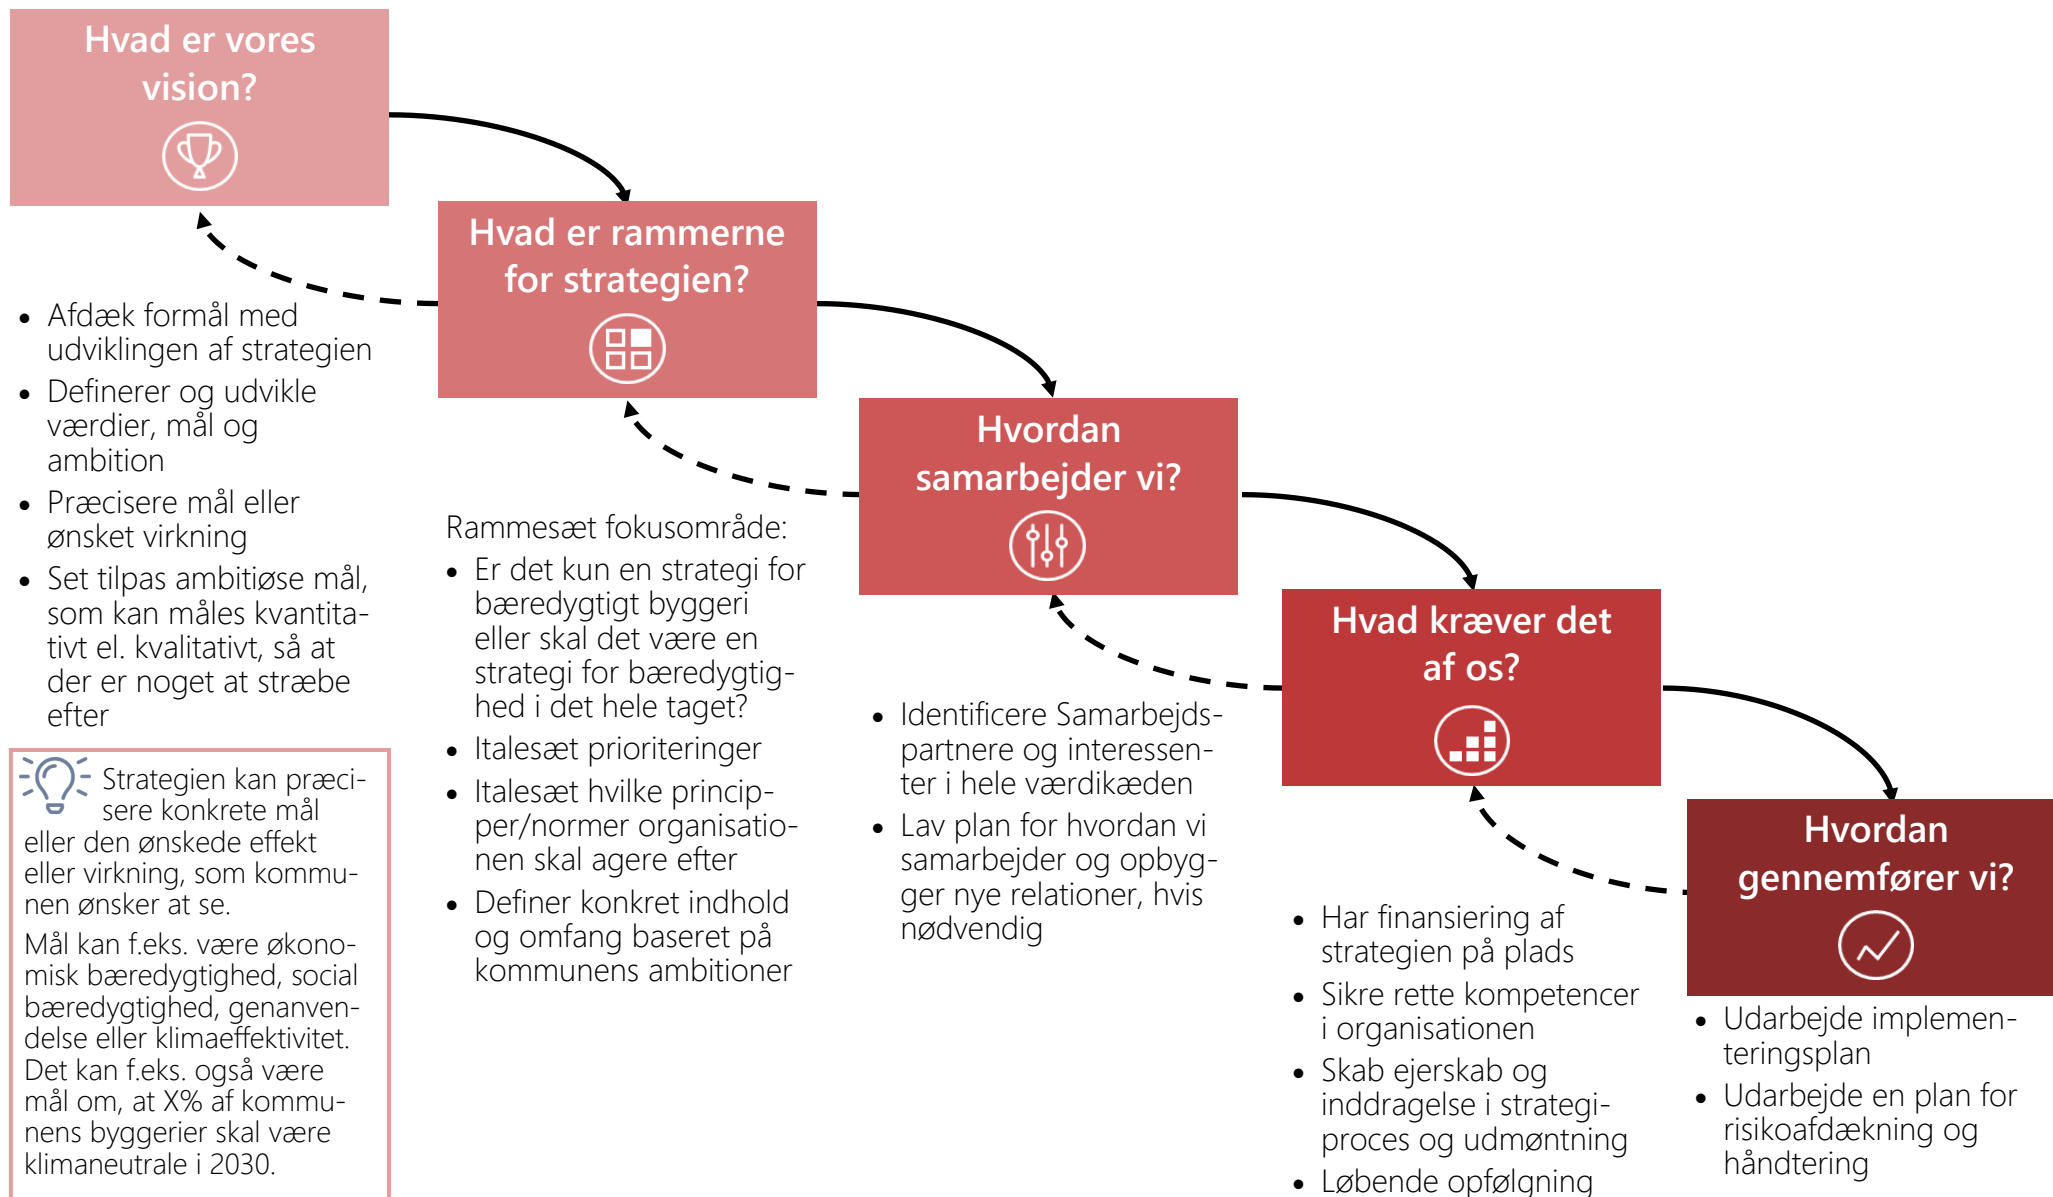 Hvad er vores
vision?
• Afdæk formål med
udviklingen af strategien
• Definerer og udvikle
værdier, mål og
ambition
• Præcisere mål eller
ønsket virkning
• Set tilpas ambitiøse mål,
som kan måles kvantita-
tivt el. kvalitativt, så at
der er noget at stræbe
efter
Strategien kan præci-
sere konkrete mål
eller den ønskede effekt
eller virkning, som kommu-
nen ønsker at se.
Mål kan f.eks. være økono-
misk bæredygtighed, social
bæredygtighed, genanven-
delse eller klimaeffektivitet.
Det kan f.eks. også være
mål om, at X% af kommu-
nens byggerier skal være
klimaneutrale i 2030.
Hvad er rammerne
for strategien?
Rammesæt fokusområde:
• Er det kun en strategi for
bæredygtigt byggeri
eller skal det være en
strategi for bæredygtig-
hed i det hele taget?
• Italesæt prioriteringer
• Italesæt hvilke princip-
per/normer organisatio-
nen skal agere efter
• Definer konkret indhold
og omfang baseret på
kommunens ambitioner
Hvordan
samarbejder vi?
• Identificere Samarbejds-
partnere og interessen-
ter i hele værdikæden
• Lav plan for hvordan vi
samarbejder og opbyg-
ger nye relationer, hvis
nødvendig
Hvad kræver det
af os?
• Har finansiering af
strategien på plads
• Sikre rette kompetencer
i organisationen
• Skab ejerskab og
inddragelse i strategi-
proces og udmøntning
• Løbende opfølgning
Hvordan
gennemfører vi?
• Udarbejde implemen-
teringsplan
• Udarbejde en plan for
risikoafdækning og
håndtering